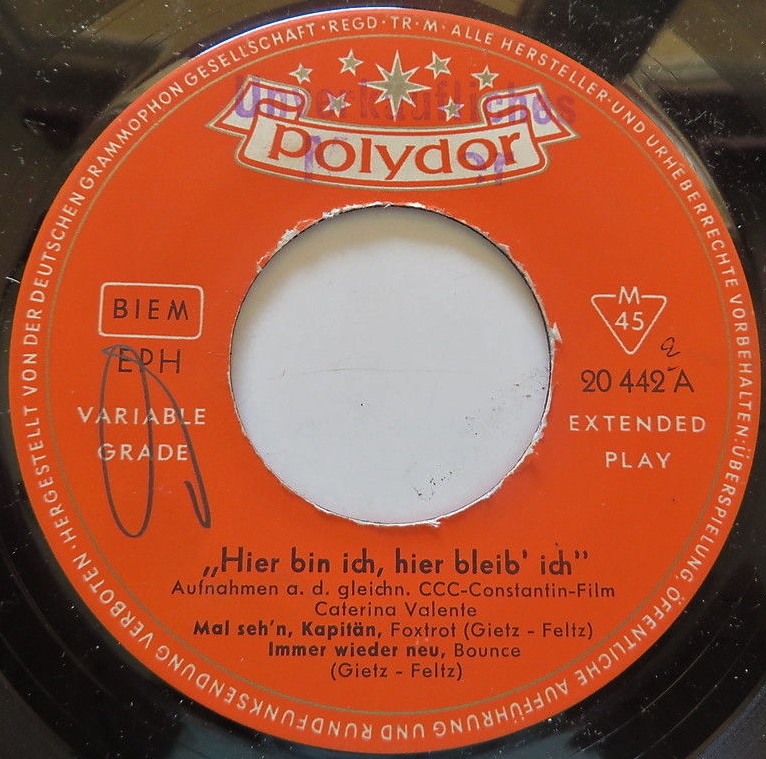 HERGESTELLT VON DER DEUTSCHEN GRAMMOPHON GESELLSCHAFT · REGD · TR · M · ALLE HERSTELLER- UND URHEBERRECHTE VORBEHALTEN: ÜBERSPIELUNG, ÖFFENTLICHE AUFFÜHRUNG UND RUNDFUNKSENDUNG VERBOTEN ·
Unverkäufliches
polydor
BIEM
EPH
VARIABLE
GRADE
M
45
20 442 A
EXTENDED
PLAY
„Hier bin ich, hier bleib' ich"
Aufnahmen a. d. gleichn. CCC-Constantin-Film
Caterina Valente
Mal seh'n, Kapitän, Foxtrot (Gietz - Feltz)
Immer wieder neu, Bounce
(Gietz - Feltz)